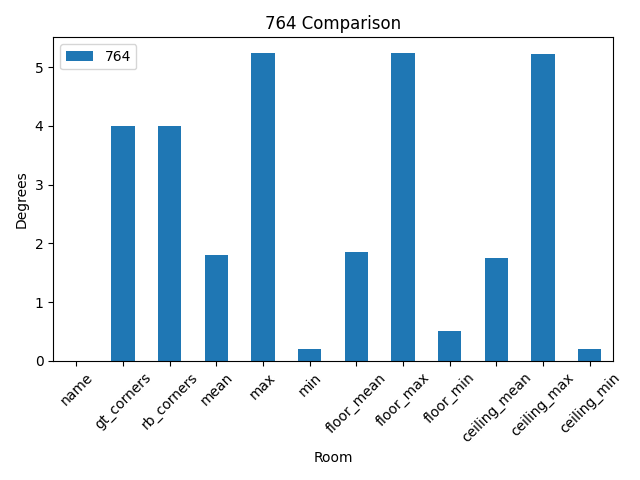 764 Comparison
764
Degrees
5
4
3
2
1
0
name
gt_corners
rb_corners
mean
max
min
floor_mean
floor_max
floor_min
ceiling_mean
ceiling_max
ceiling_min
Room